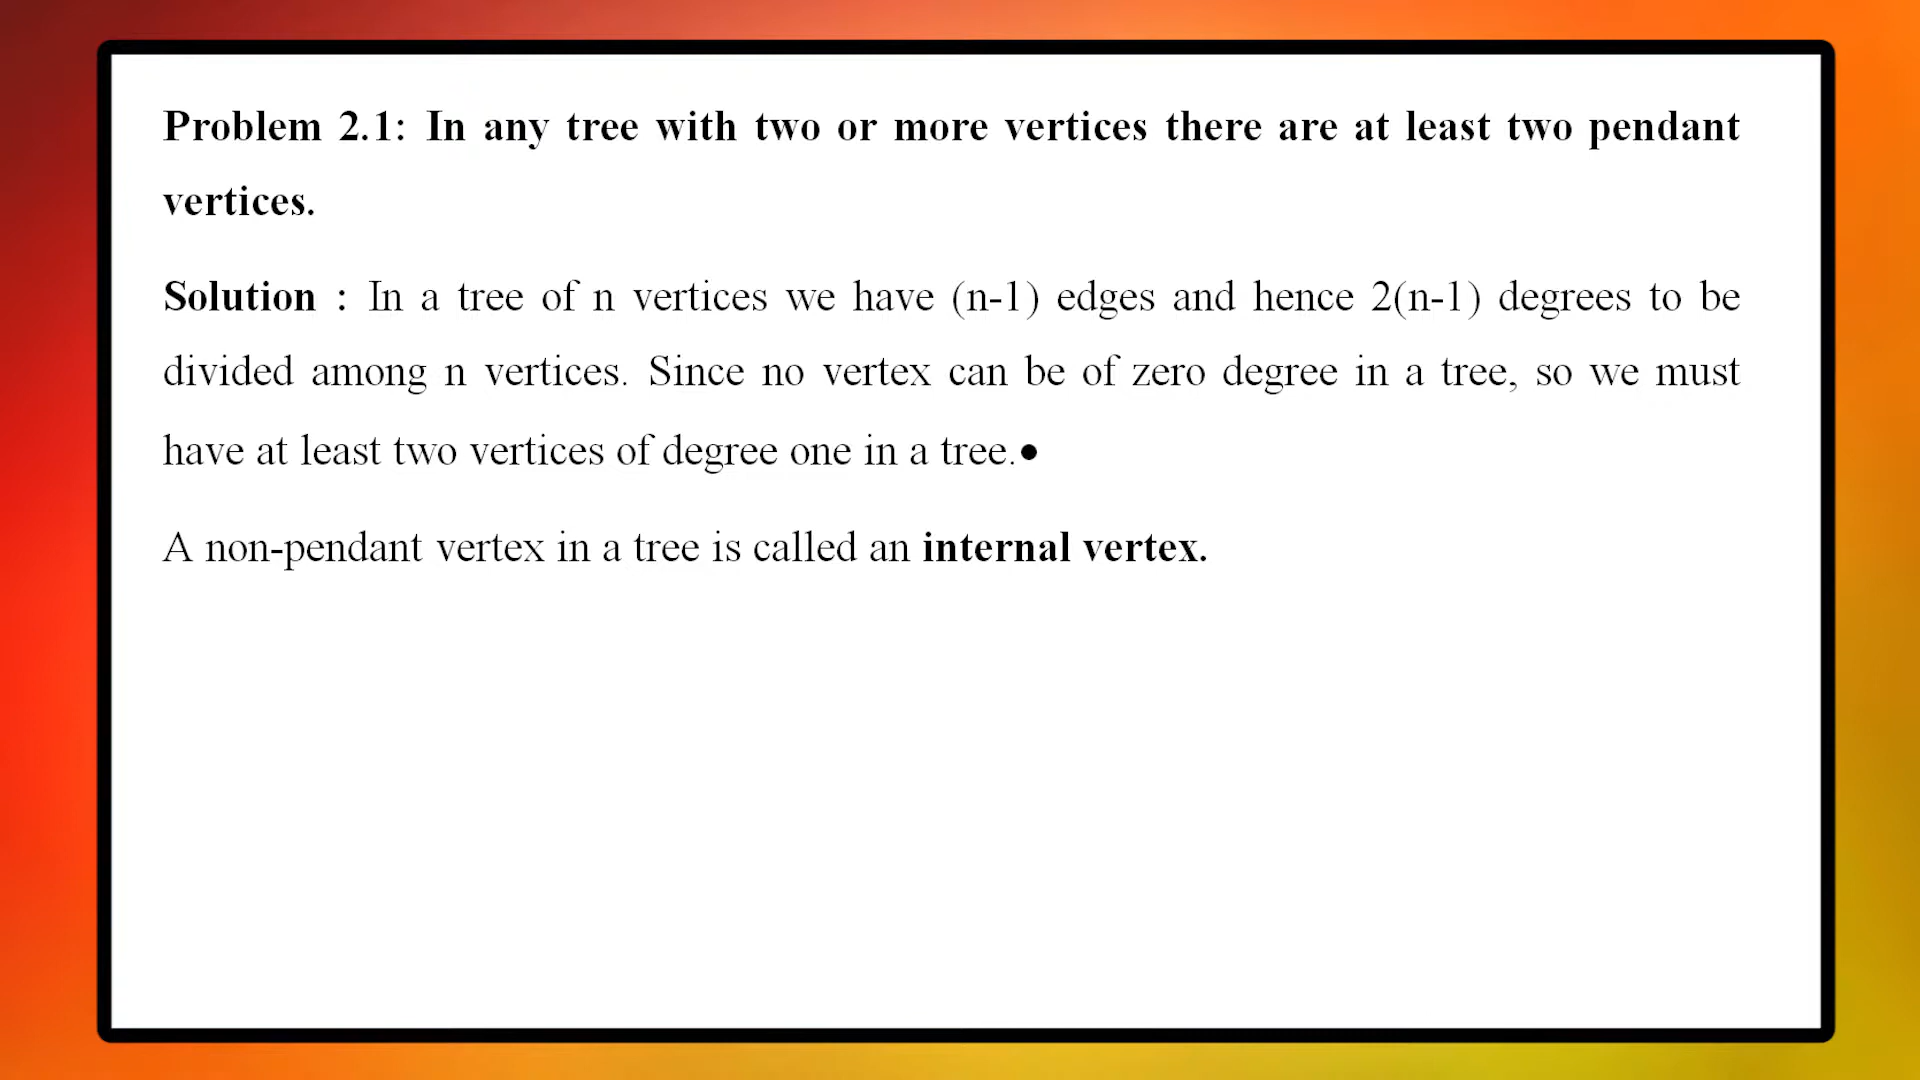 Problem 2.1: In any tree with two or more vertices there are at least two pendant
vertices.
Solution : In a tree of n vertices we have (n-1) edges and hence 2(n-1) degrees to be
divided among n vertices. Since no vertex can be of zero degree in a tree, so we must
have at least two vertices of degree one in a tree.●
A non-pendant vertex in a tree is called an internal vertex.